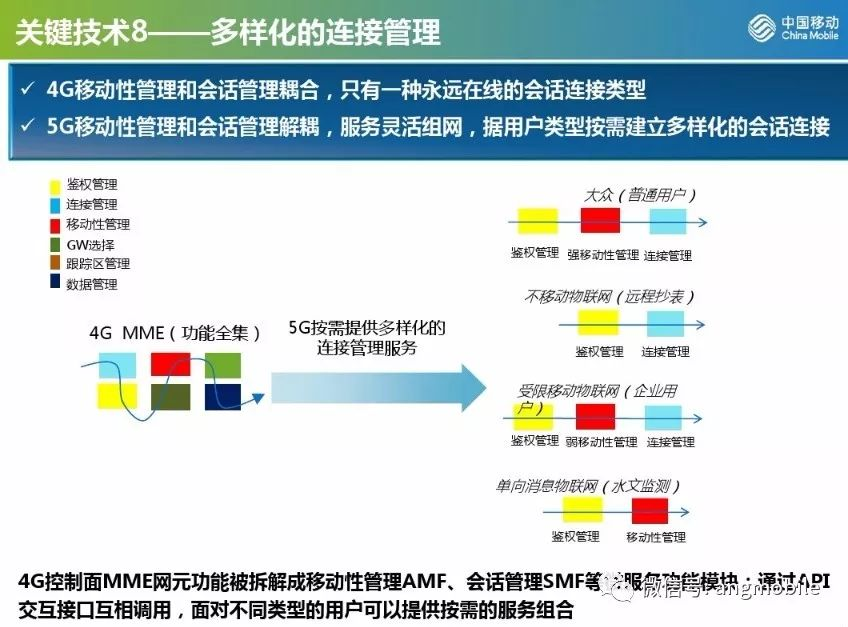 关键技术8——多样化的连接管理
中国移动
China Mobile
✓ 4G移动性管理和会话管理耦合，只有一种永远在线的会话连接类型
✓ 5G移动性管理和会话管理解耦，服务灵活组网，据用户类型按需建立多样化的会话连接
鉴权管理
连接管理
移动性管理
GW选择
跟踪区管理
数据管理
4G MME（功能全集）
5G按需提供多样化的
连接管理服务
大众（普通用户）
鉴权管理 强移动性管理 连接管理
不移动物联网（远程抄表）
鉴权管理 连接管理
受限移动物联网（企业用
户）
鉴权管理 弱移动性管理 连接管理
单向消息物联网（水文监测）
鉴权管理 移动性管理
4G控制面MME网元功能被拆解成移动性管理AMF、会话管理SMF等 服务功能模块；通过API
交互接口互相调用，面对不同类型的用户可以提供按需的服务组合
微信号: angmobile